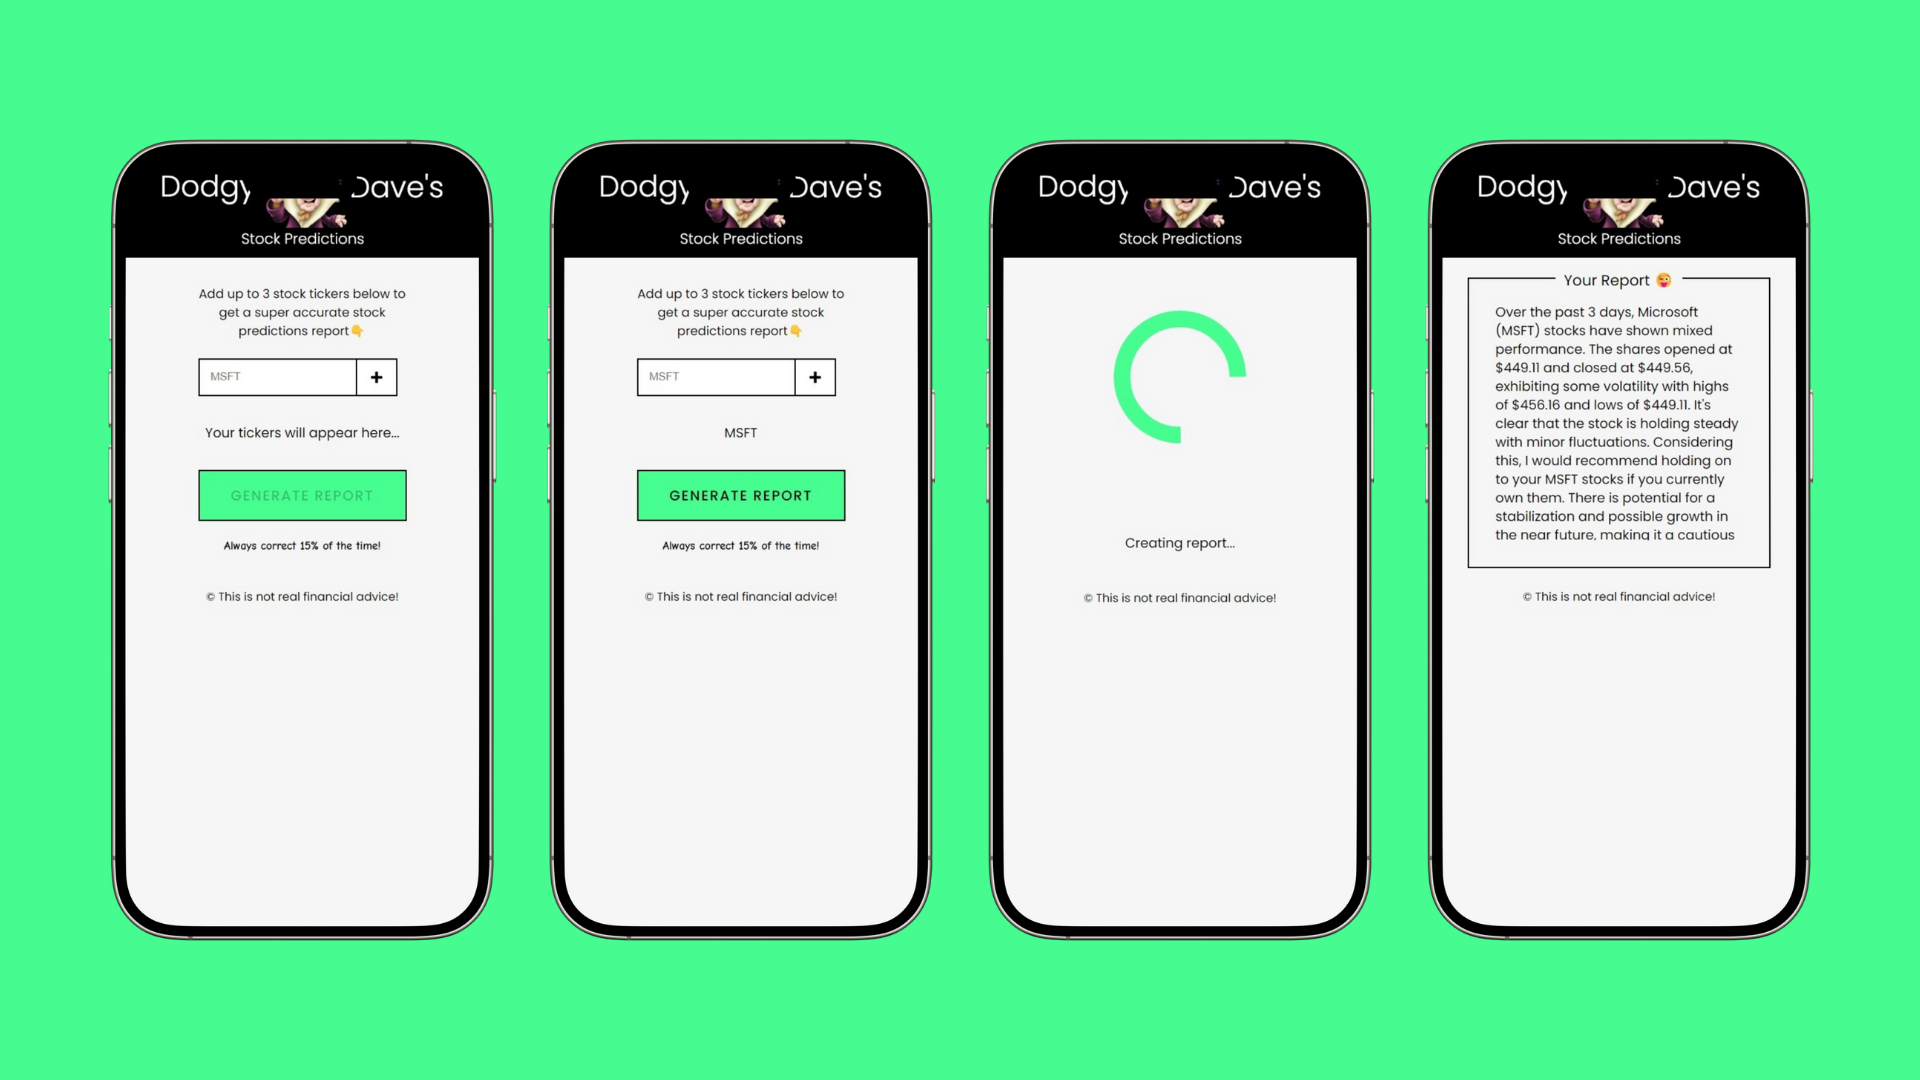 Dodgy Dave's
Stock Predictions
Add up to 3 stock tickers below to
get a super accurate stock
predictions report👇
MSFT +
Your tickers will appear here...
GENERATE REPORT
Always correct 15% of the time!
© This is not real financial advice!
Dodgy Dave's
Stock Predictions
Add up to 3 stock tickers below to
get a super accurate stock
predictions report👇
MSFT +
MSFT
GENERATE REPORT
Always correct 15% of the time!
© This is not real financial advice!
Dodgy Dave's
Stock Predictions
Creating report...
© This is not real financial advice!
Dodgy Dave's
Stock Predictions
Your Report 😜
Over the past 3 days, Microsoft
(MSFT) stocks have shown mixed
performance. The shares opened at
$449.11 and closed at $449.56,
exhibiting some volatility with highs
of $456.16 and lows of $449.11. It's
clear that the stock is holding steady
with minor fluctuations. Considering
this, I would recommend holding on
to your MSFT stocks if you currently
own them. There is potential for a
stabilization and possible growth in
the near future, making it a cautious
© This is not real financial advice!